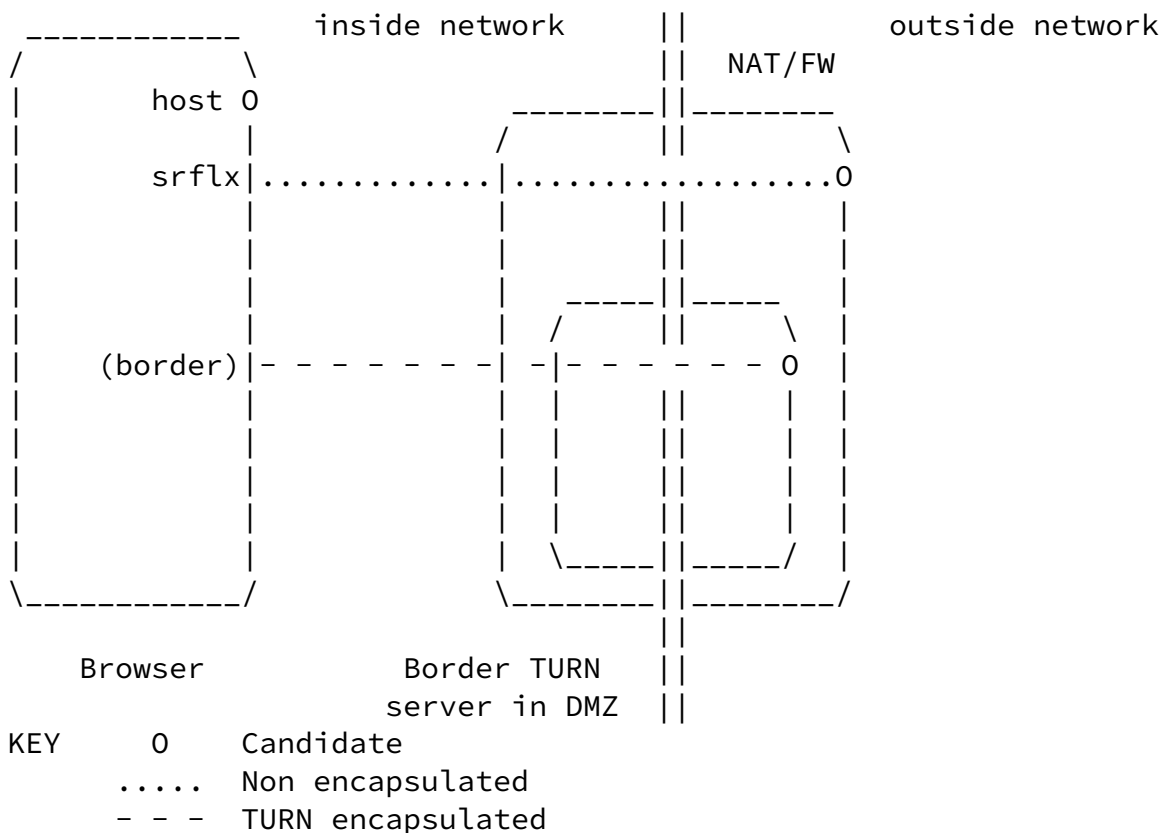 inside network || outside network
NAT/FW
host O
srflx|.............|..................O
(border)|- - - - - - -| -|- - - - - - O
Browser Border TURN
server in DMZ
KEY O Candidate
..... Non encapsulated
- - - TURN encapsulated